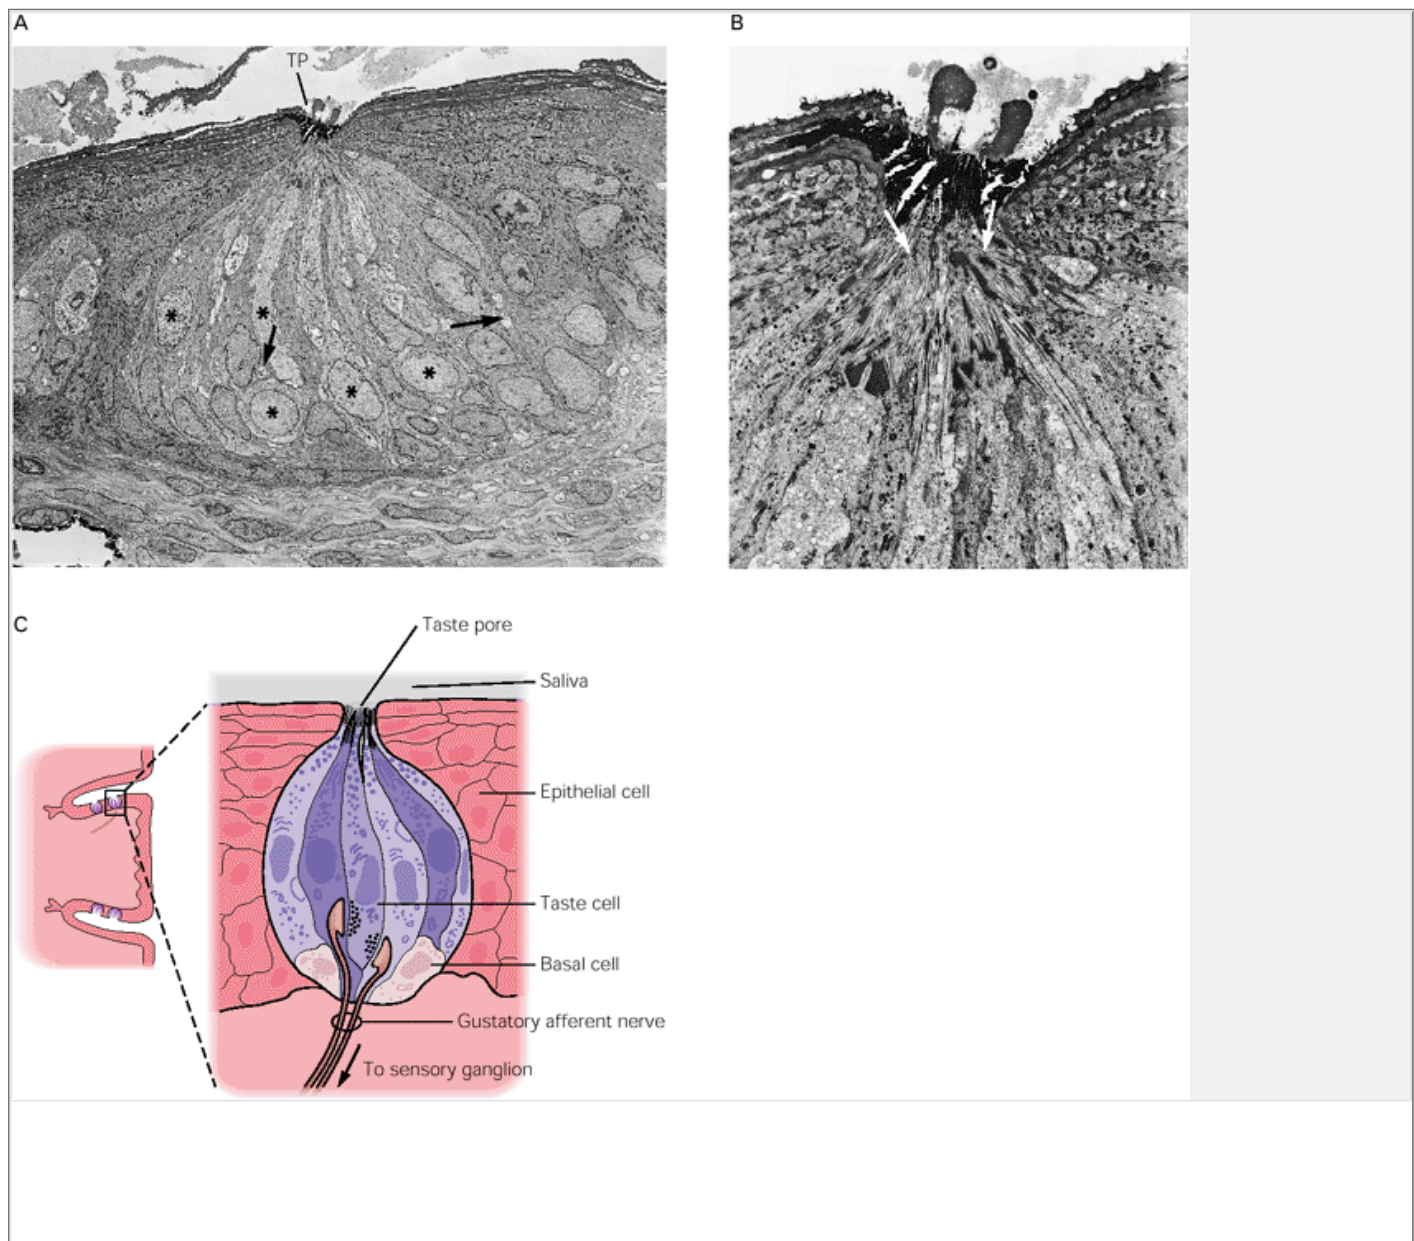 A
B
TP
*
*
*
*
*
C
Taste pore
Saliva
Epithelial cell
Taste cell
Basal cell
Gustatory afferent nerve
To sensory ganglion